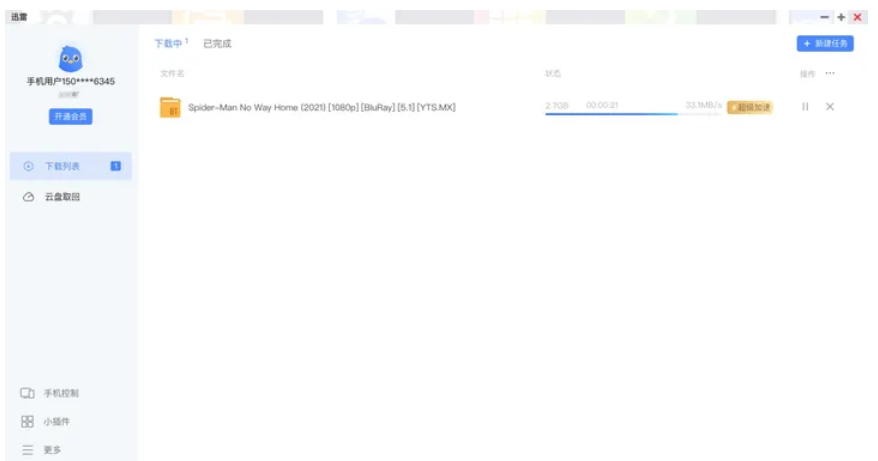 迅雷
手机用户150****6345
开通会员
下载列表 1
云盘取回
手机控制
小插件
更多
下载中 1 已完成
+ 新建任务
文件名 状态 操作 ···
Spider-Man No Way Home (2021) [1080p] [BluRay] [5.1] [YTS.MX]
BT
2.7GB 00:00:21 33.1MB/s 超级加速